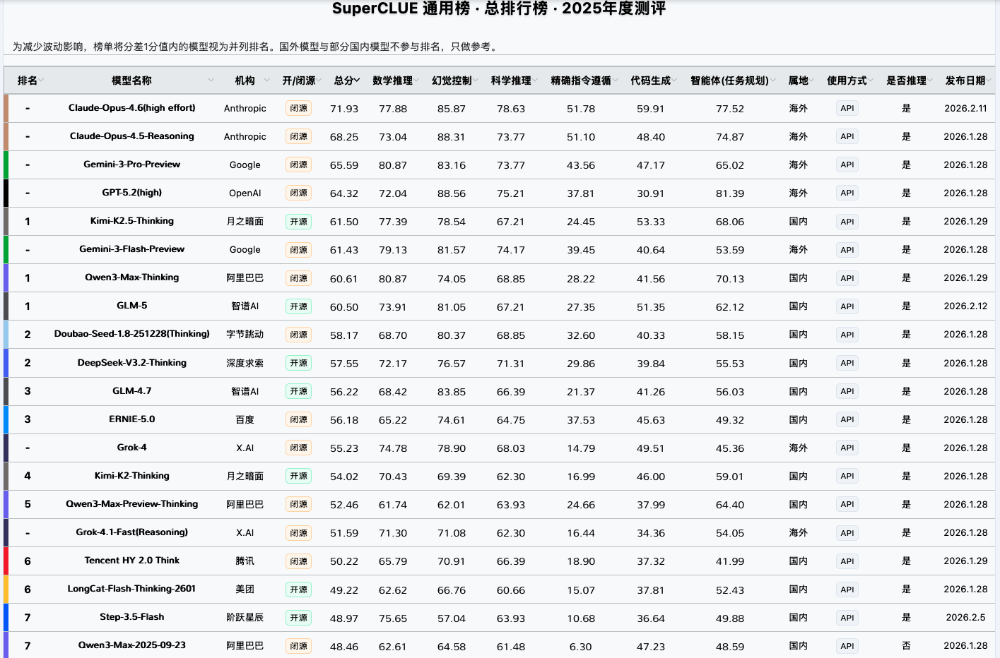 SuperCLUE 通用榜 · 总排行榜 · 2025年度测评
为减少波动影响，榜单将分差1分值内的模型视为并列排名。国外模型与部分国内模型不参与排名，只做参考。
排名 模型名称 机构 开/闭源 总分 数学推理 幻觉控制 科学推理 精确指令遵循 代码生成 智能体(任务规划) 属地 使用方式 是否推理 发布日期
- Claude-Opus-4.6(high effort) Anthropic 闭源 71.93 77.88 85.87 78.63 51.78 59.91 77.52 海外 API 是 2026.2.11
- Claude-Opus-4.5-Reasoning Anthropic 闭源 68.25 73.04 88.31 73.77 51.10 48.40 74.87 海外 API 是 2026.1.28
- Gemini-3-Pro-Preview Google 闭源 65.59 80.87 83.16 73.77 43.56 47.17 65.02 海外 API 是 2026.1.28
- GPT-5.2(high) OpenAI 闭源 64.32 72.04 88.56 75.21 37.81 30.91 81.39 海外 API 是 2026.1.28
1 Kimi-K2.5-Thinking 月之暗面 开源 61.50 77.39 78.54 67.21 24.45 53.33 68.06 国内 API 是 2026.1.29
- Gemini-3-Flash-Preview Google 闭源 61.43 79.13 81.57 74.17 39.45 40.64 53.59 海外 API 是 2026.1.28
1 Qwen3-Max-Thinking 阿里巴巴 闭源 60.61 80.87 74.05 68.85 28.22 41.56 70.13 国内 API 是 2026.1.29
1 GLM-5 智谱AI 开源 60.50 73.91 81.05 67.21 27.35 51.35 62.12 国内 API 是 2026.2.12
2 Doubao-Seed-1.8-251228(Thinking) 字节跳动 闭源 58.17 68.70 80.37 68.85 32.60 40.33 58.15 国内 API 是 2026.1.28
2 DeepSeek-V3.2-Thinking 深度求索 开源 57.55 72.17 76.57 71.31 29.86 39.84 55.53 国内 API 是 2026.1.28
3 GLM-4.7 智谱AI 开源 56.22 68.42 83.85 66.39 21.37 41.26 56.03 国内 API 是 2026.1.28
3 ERNIE-5.0 百度 闭源 56.18 65.22 74.61 64.75 37.53 45.63 49.32 国内 API 是 2026.1.28
- Grok-4 X.AI 闭源 55.23 74.78 78.90 68.03 14.79 49.51 45.36 海外 API 是 2026.1.28
4 Kimi-K2-Thinking 月之暗面 开源 54.02 70.43 69.39 62.30 16.99 46.00 59.01 国内 API 是 2026.1.28
5 Qwen3-Max-Preview-Thinking 阿里巴巴 闭源 52.46 61.74 62.01 63.93 24.66 37.99 64.40 国内 API 是 2026.1.28
- Grok-4.1-Fast(Reasoning) X.AI 闭源 51.59 71.30 71.08 62.30 16.44 34.36 54.05 海外 API 是 2026.1.28
6 Tencent HY 2.0 Think 腾讯 闭源 50.22 65.79 70.91 66.39 18.90 37.32 41.99 国内 API 是 2026.1.29
6 LongCat-Flash-Thinking-2601 美团 开源 49.22 62.62 66.76 60.66 15.07 37.81 52.43 国内 API 是 2026.1.28
7 Step-3.5-Flash 阶跃星辰 开源 48.97 75.65 57.04 63.93 10.68 36.64 49.88 国内 API 是 2026.2.5
7 Qwen3-Max-2025-09-23 阿里巴巴 闭源 48.46 62.61 64.58 61.48 6.30 47.23 48.59 国内 API 否 2026.1.28